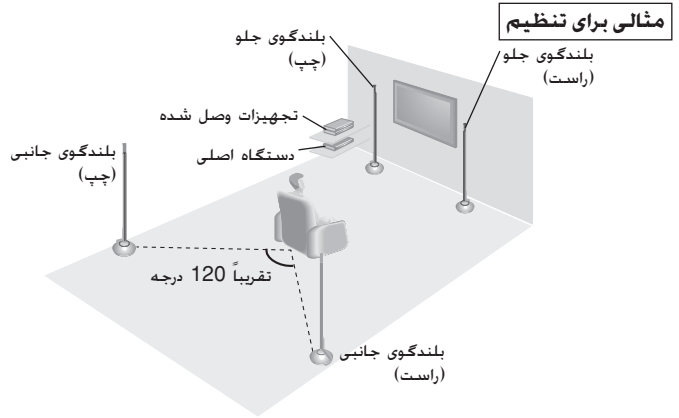 مثالی برای تنظیم
بلندگوی جلو
(راست)
بلندگوی جلو
(چپ)
تجهیزات وصل شده
دستگاه اصلی
بلندگوی جانبی
(چپ)
تقریباً 120 درجه
بلندگوی جانبی
(راست)